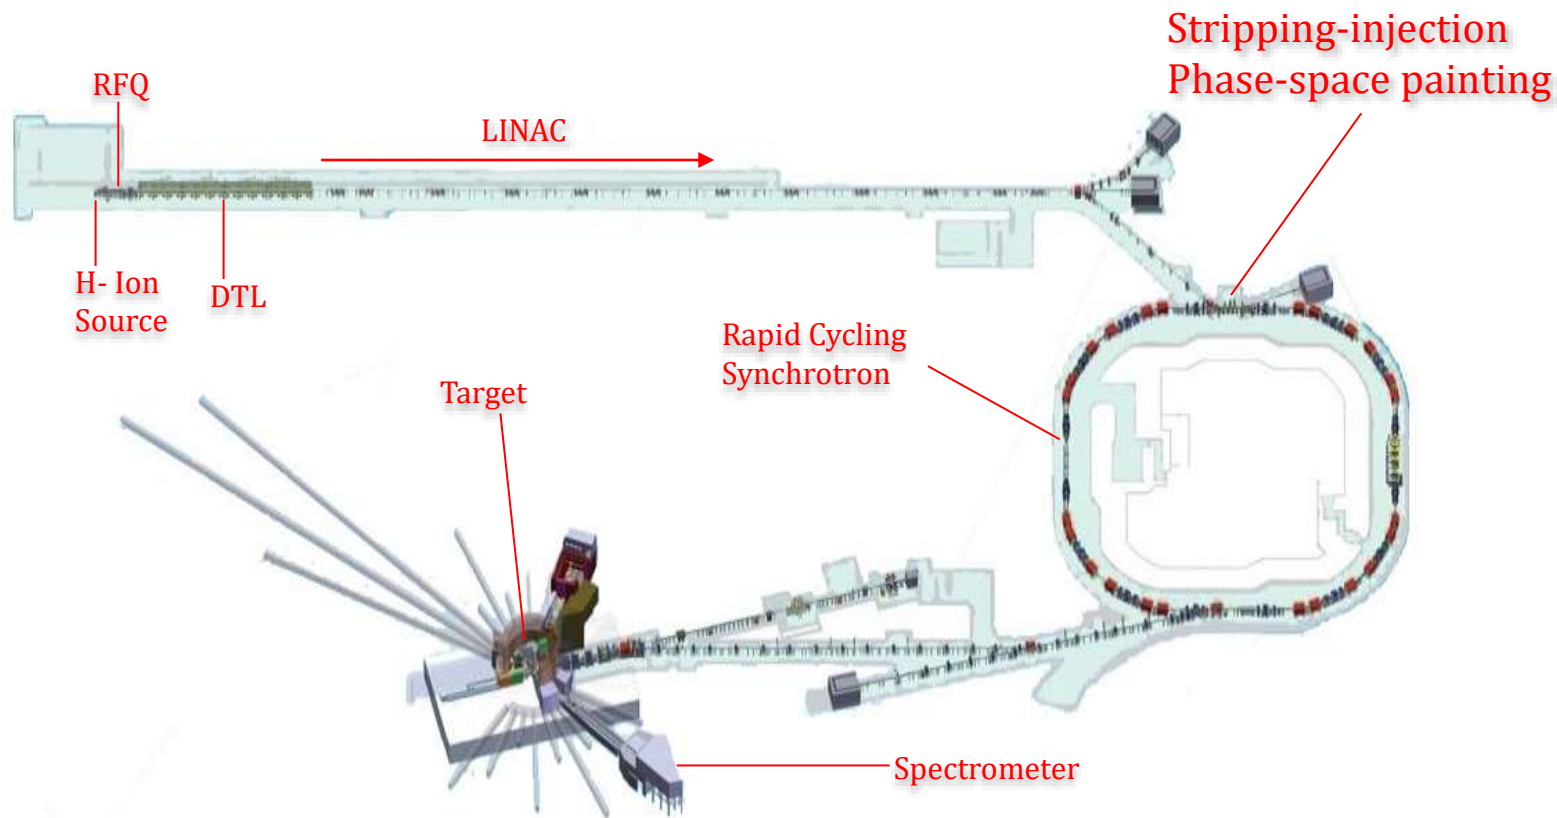 Stripping-injection
Phase-space painting
RFQ
LINAC
H- Ion
Source
DTL
Rapid Cycling
Synchrotron
Target
Spectrometer